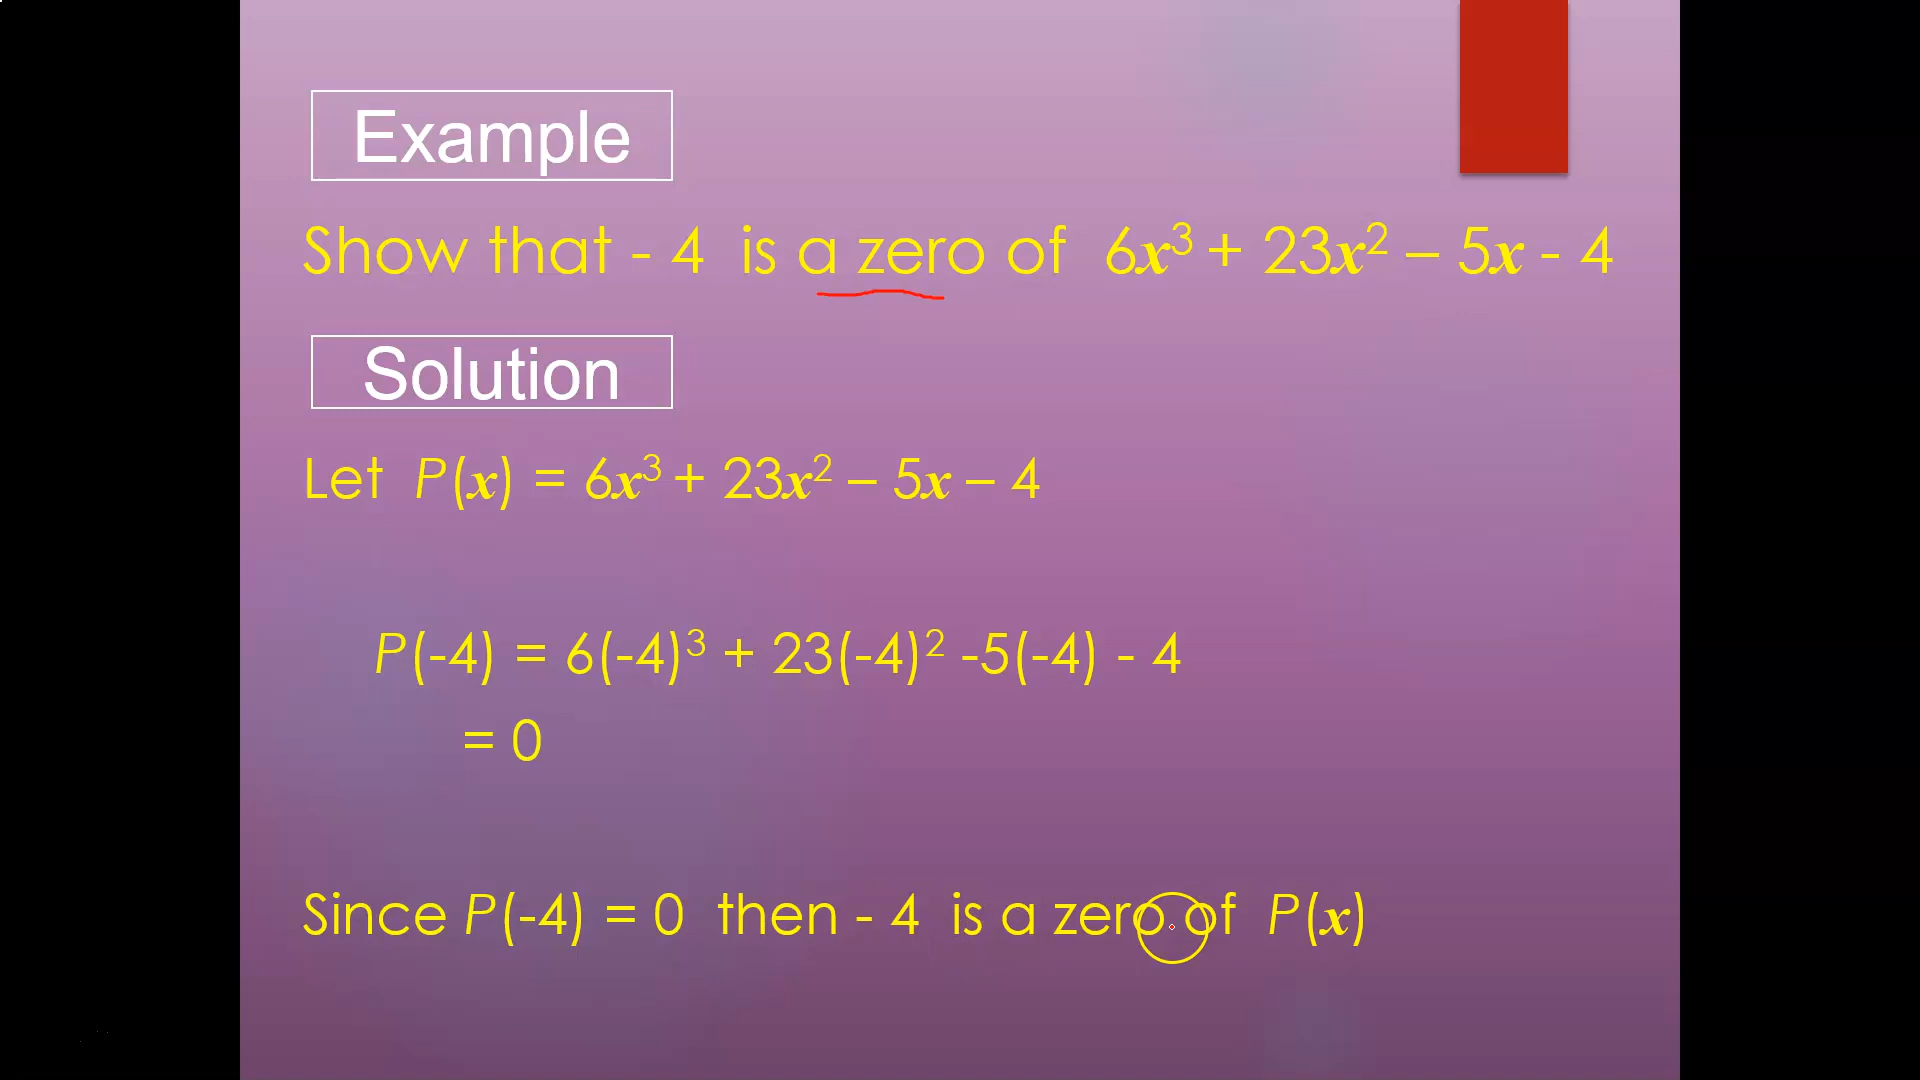 Example
Show that - 4 is a zero of 6x³ + 23x² – 5x - 4
Solution
Let P(x) = 6x³ + 23x² – 5x – 4
P(-4) = 6(-4)³ + 23(-4)² -5(-4) - 4
= 0
Since P(-4) = 0 then - 4 is a zero of P(x)